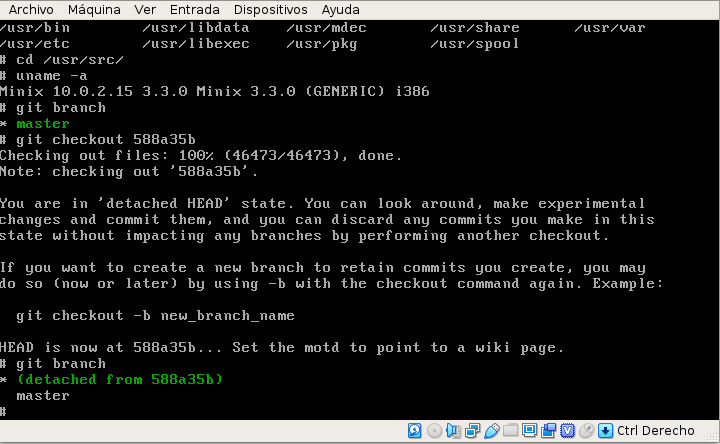 Archivo Máquina Ver Entrada Dispositivos Ayuda
/usr/bin /usr/libdata /usr/mdec /usr/share /usr/var
/usr/etc /usr/libexec /usr/pkg /usr/spool
# cd /usr/src/
# uname -a
Minix 10.0.2.15 3.3.0 Minix 3.3.0 (GENERIC) i386
# git branch
* master
# git checkout 588a35b
Checking out files: 100% (46473/46473), done.
Note: checking out '588a35b'.
You are in 'detached HEAD' state. You can look around, make experimental
changes and commit them, and you can discard any commits you make in this
state without impacting any branches by performing another checkout.
If you want to create a new branch to retain commits you create, you may
do so (now or later) by using -b with the checkout command again. Example:
git checkout -b new_branch_name
HEAD is now at 588a35b... Set the motd to point to a wiki page.
# git branch
* (detached from 588a35b)
master
#
Ctrl Derecho